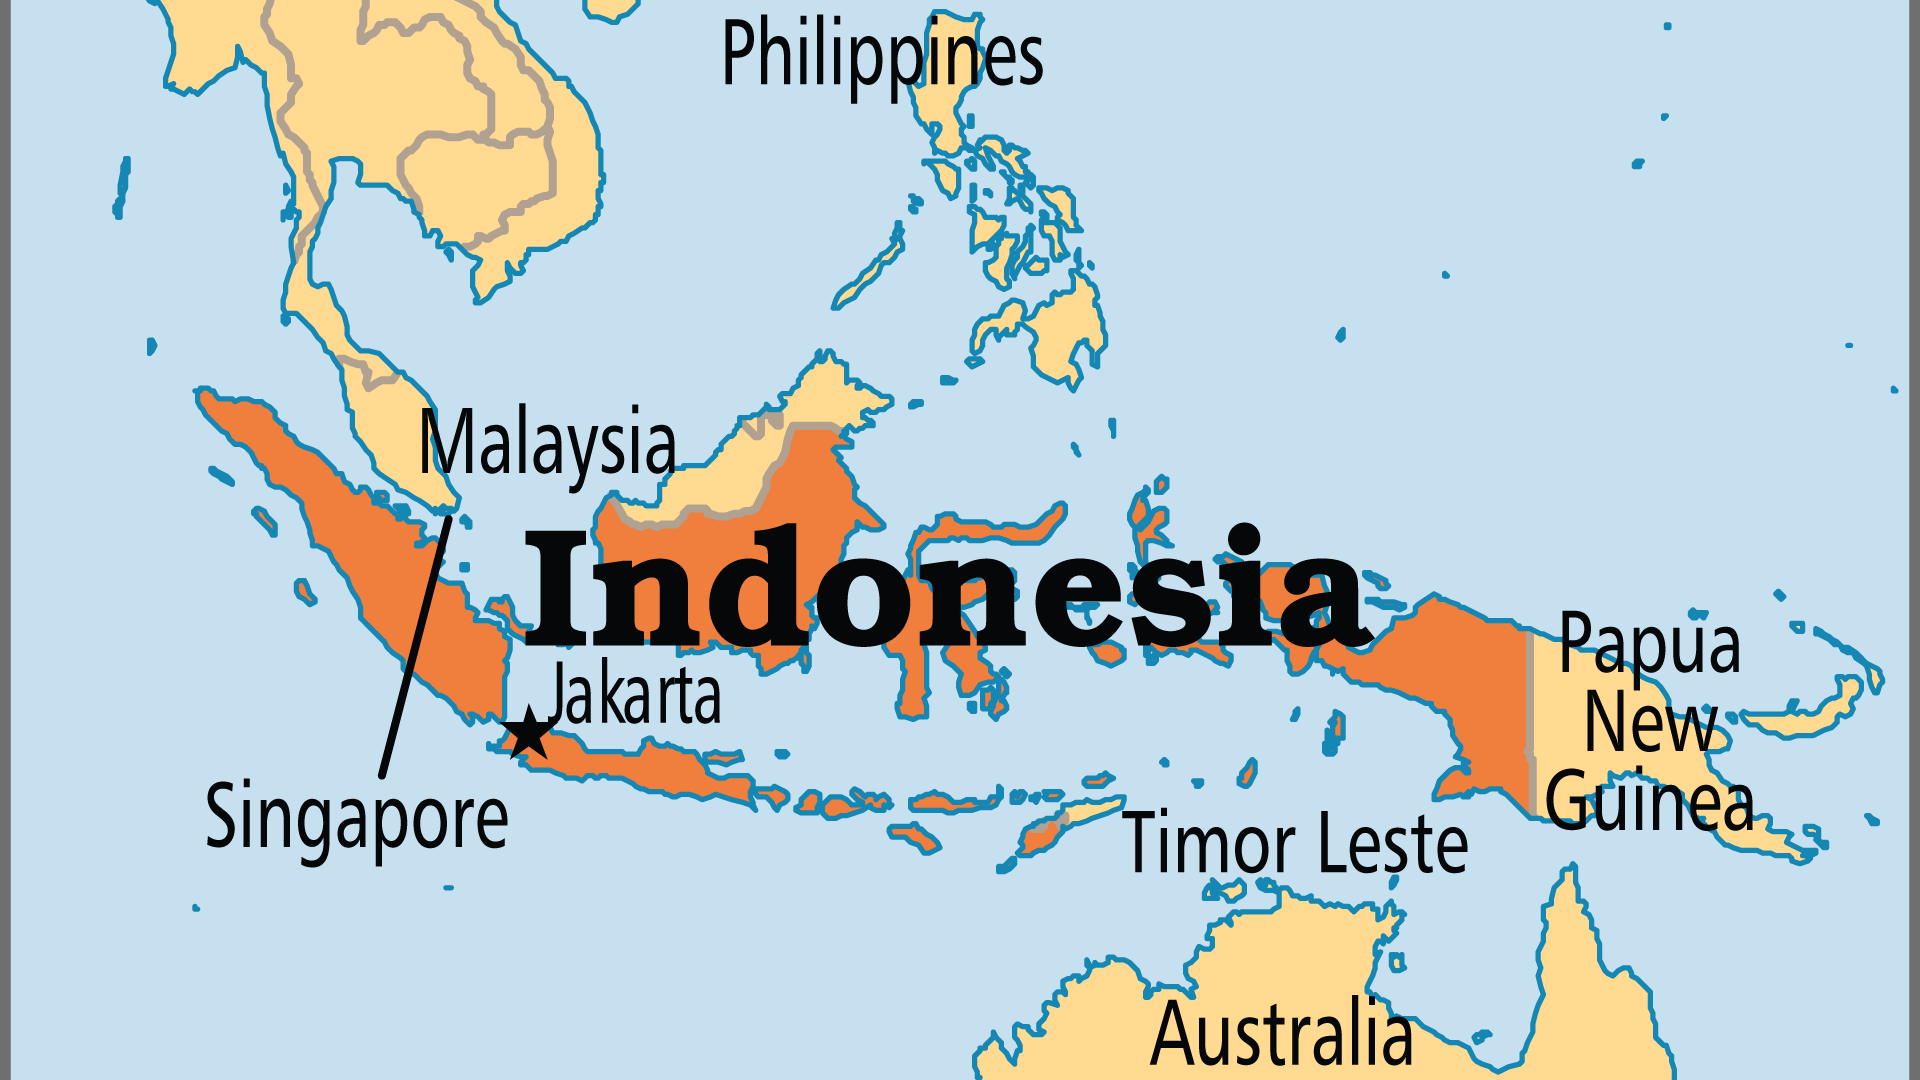 Philippines
Malaysia
Indonesia
Jakarta
Papua
New
Guinea
Singapore
Timor Leste
Australia